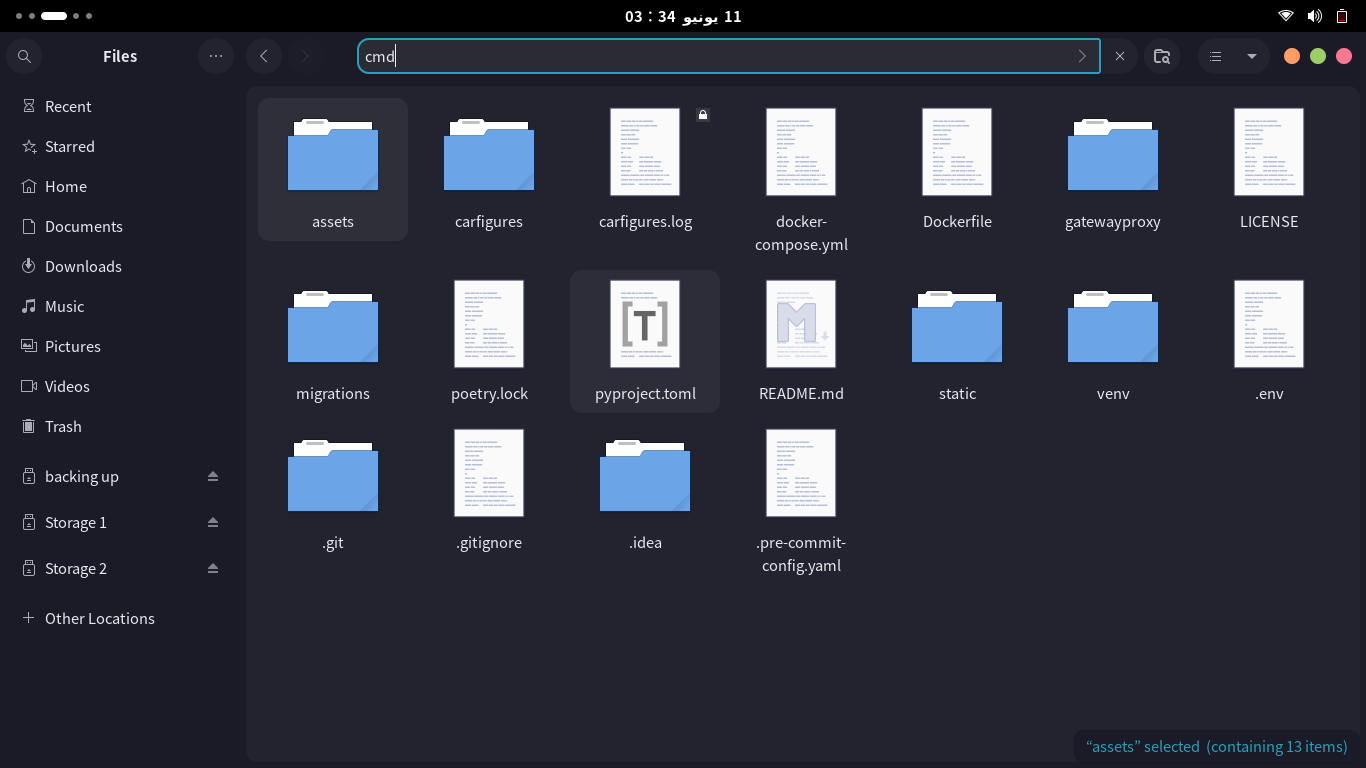 11 يونيو 34 : 03
Files
cmd
Recent
Starred
Home
Documents
Downloads
Music
Pictures
Videos
Trash
backing up
Storage 1
Storage 2
Other Locations
assets
carfigures
carfigures.log
docker-
compose.yml
Dockerfile
gatewayproxy
LICENSE
migrations
poetry.lock
[T]
pyproject.toml
M
README.md
static
venv
.env
.git
.gitignore
.idea
.pre-commit-
config.yaml
“assets” selected (containing 13 items)